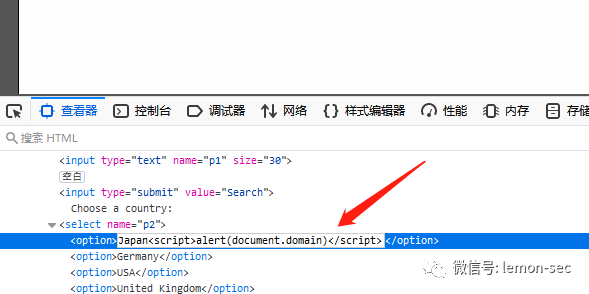 查看器 控制台 调试器 网络 {} 样式编辑器 性能 内存 存储
搜索 HTML
<input type="text" name="p1" size="30">
空白
<input type="submit" value="Search">
Choose a country:
<select name="p2">
<option>Japan<script>alert(document.domain)</script></option>
<option>Germany</option>
<option>USA</option>
<option>United Kingdom</option>
微信号: lemon-sec